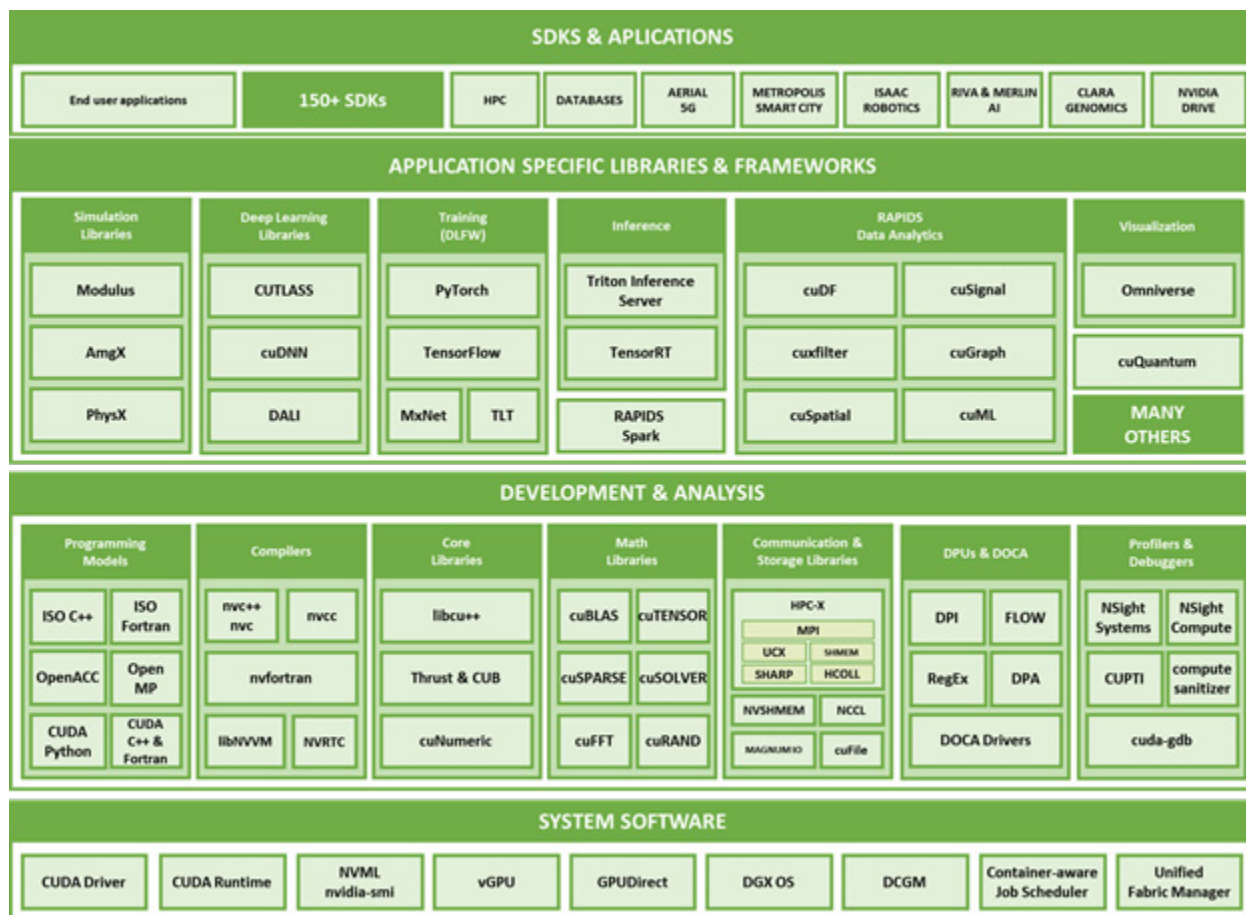 SDKS & APLICATIONS
End user applications
150+ SDKs
HPC
DATABASES
AERIAL
5G
METROPOLIS
SMART CITY
ISAAC
ROBOTICS
RIVA & MERLIN
AI
CLARA
GENOMICS
NVIDIA
DRIVE
APPLICATION SPECIFIC LIBRARIES & FRAMEWORKS
Simulation
Libraries
Modulus
AmgX
PhysX
Deep Learning
Libraries
CUTLASS
cuDNN
DALI
Training
(DLFW)
PyTorch
TensorFlow
MxNet
TLT
Inference
Triton Inference
Server
TensorRT
RAPIDS
Spark
RAPIDS
Data Analytics
cuDF
cuSignal
cuxfilter
cuGraph
cuSpatial
cuML
Visualization
Omniverse
cuQuantum
MANY
OTHERS
DEVELOPMENT & ANALYSIS
Programming
Models
ISO C++
ISO
Fortran
OpenACC
Open
MP
CUDA
Python
CUDA
C++ &
Fortran
Compilers
nvc++
nvc
nvcc
nvfortran
libNVVM
NVRTC
Core
Libraries
libcu++
Thrust & CUB
cuNumeric
Math
Libraries
cuBLAS
cuTENSOR
cuSPARSE
cuSOLVER
cuFFT
cuRAND
Communication &
Storage Libraries
HPC-X
MPI
UCX
SHMEM
SHARP
HCOLL
NVSHMEM
NCCL
MAGNUM IO
cuFile
DPUs & DOCA
DPI
FLOW
RegEx
DPA
DOCA Drivers
Profilers &
Debuggers
NSight
Systems
NSight
Compute
CUPTI
compute
sanitizer
cuda-gdb
SYSTEM SOFTWARE
CUDA Driver
CUDA Runtime
NVML
nvidia-smi
vGPU
GPUDirect
DGX OS
DCGM
Container-aware
Job Scheduler
Unified
Fabric Manager